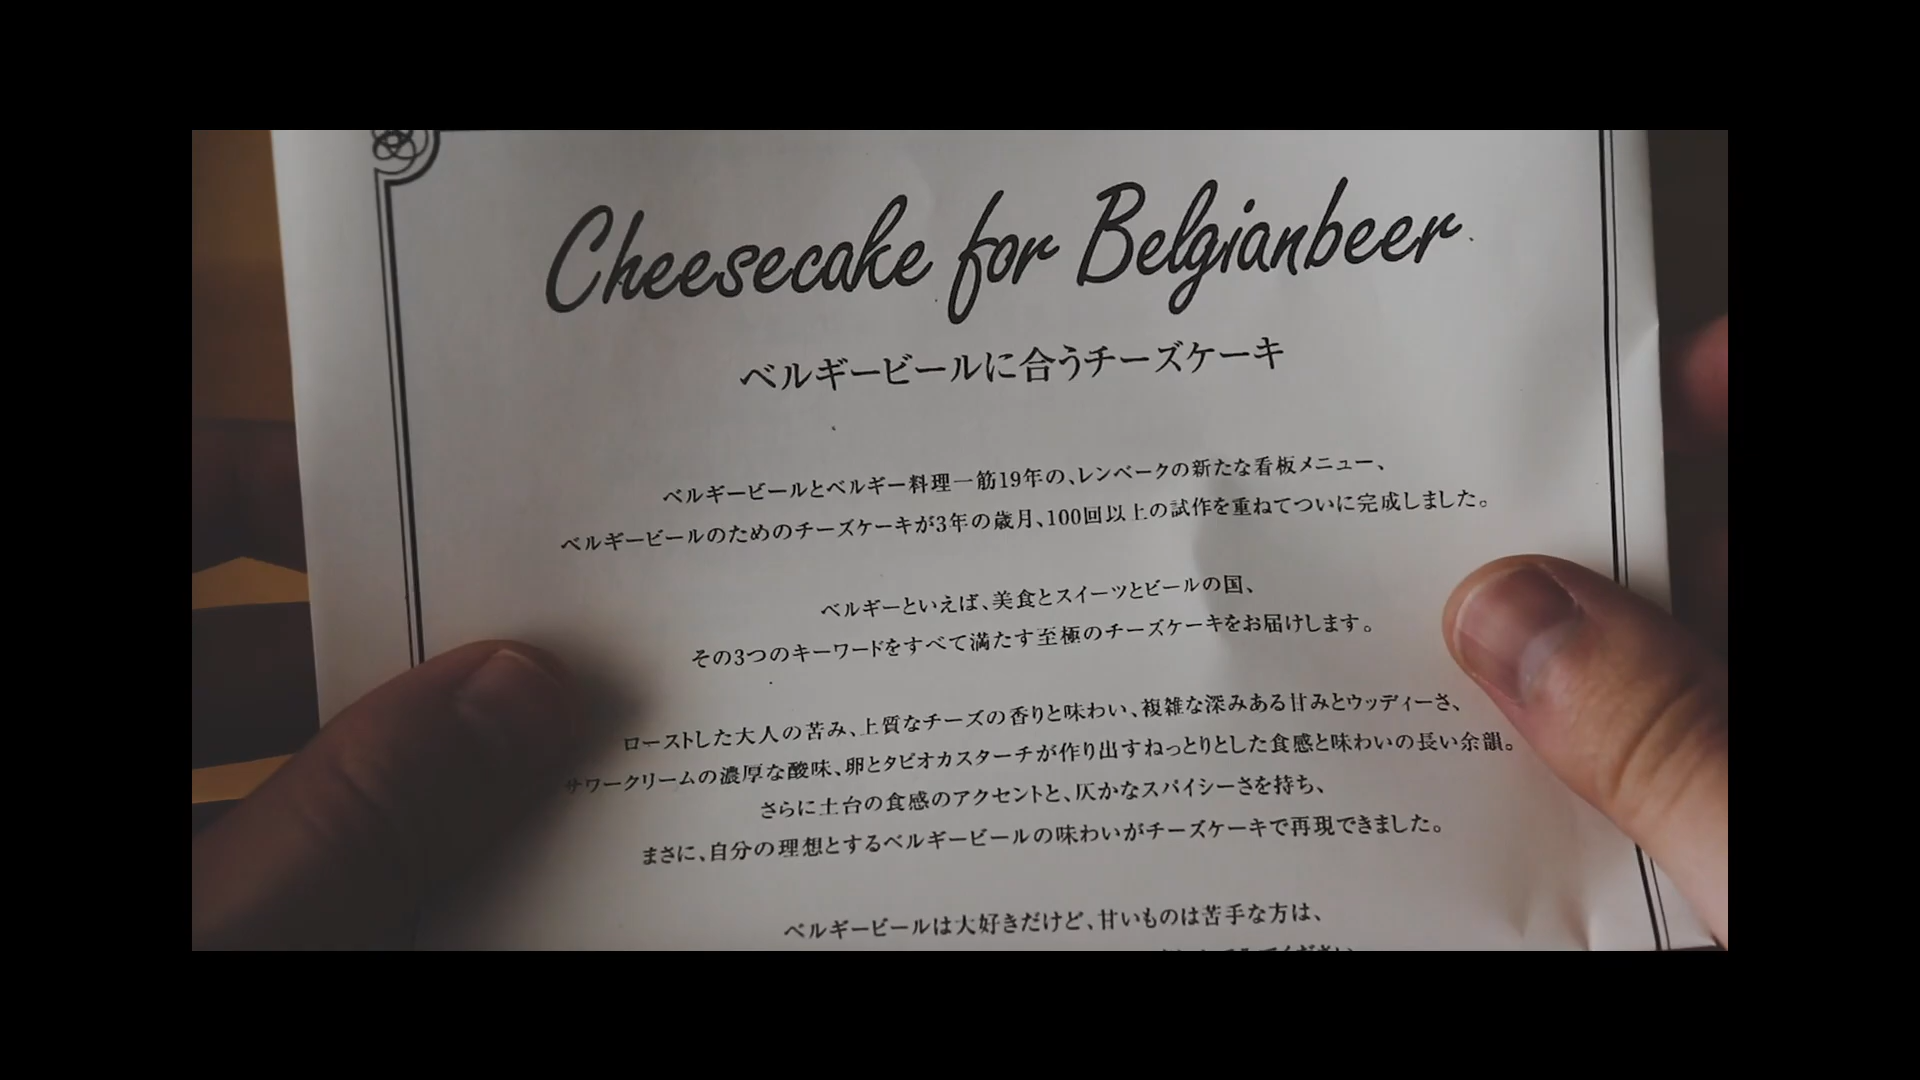 Cheesecake for Belgianbeer
ベルギービールに合うチーズケーキ
ベルギービールとベルギー料理一筋19年の、レンベークの新たな看板メニュー、
ベルギービールのためのチーズケーキが3年の歳月、100回以上の試作を重ねてついに完成しました。
ベルギーといえば、美食とスイーツとビールの国、
その3つのキーワードをすべて満たす至極のチーズケーキをお届けします。
ローストした大人の苦み、上質なチーズの香りと味わい、複雑な深みある甘みとウッディーさ、
サワークリームの濃厚な酸味、卵とタピオカスターチが作り出すねっとりとした食感と味わいの長い余韻。
さらに土台の食感のアクセントと、仄かなスパイシーさを持ち、
まさに、自分の理想とするベルギービールの味わいがチーズケーキで再現できました。
ベルギービールは大好きだけど、甘いものは苦手な方は、